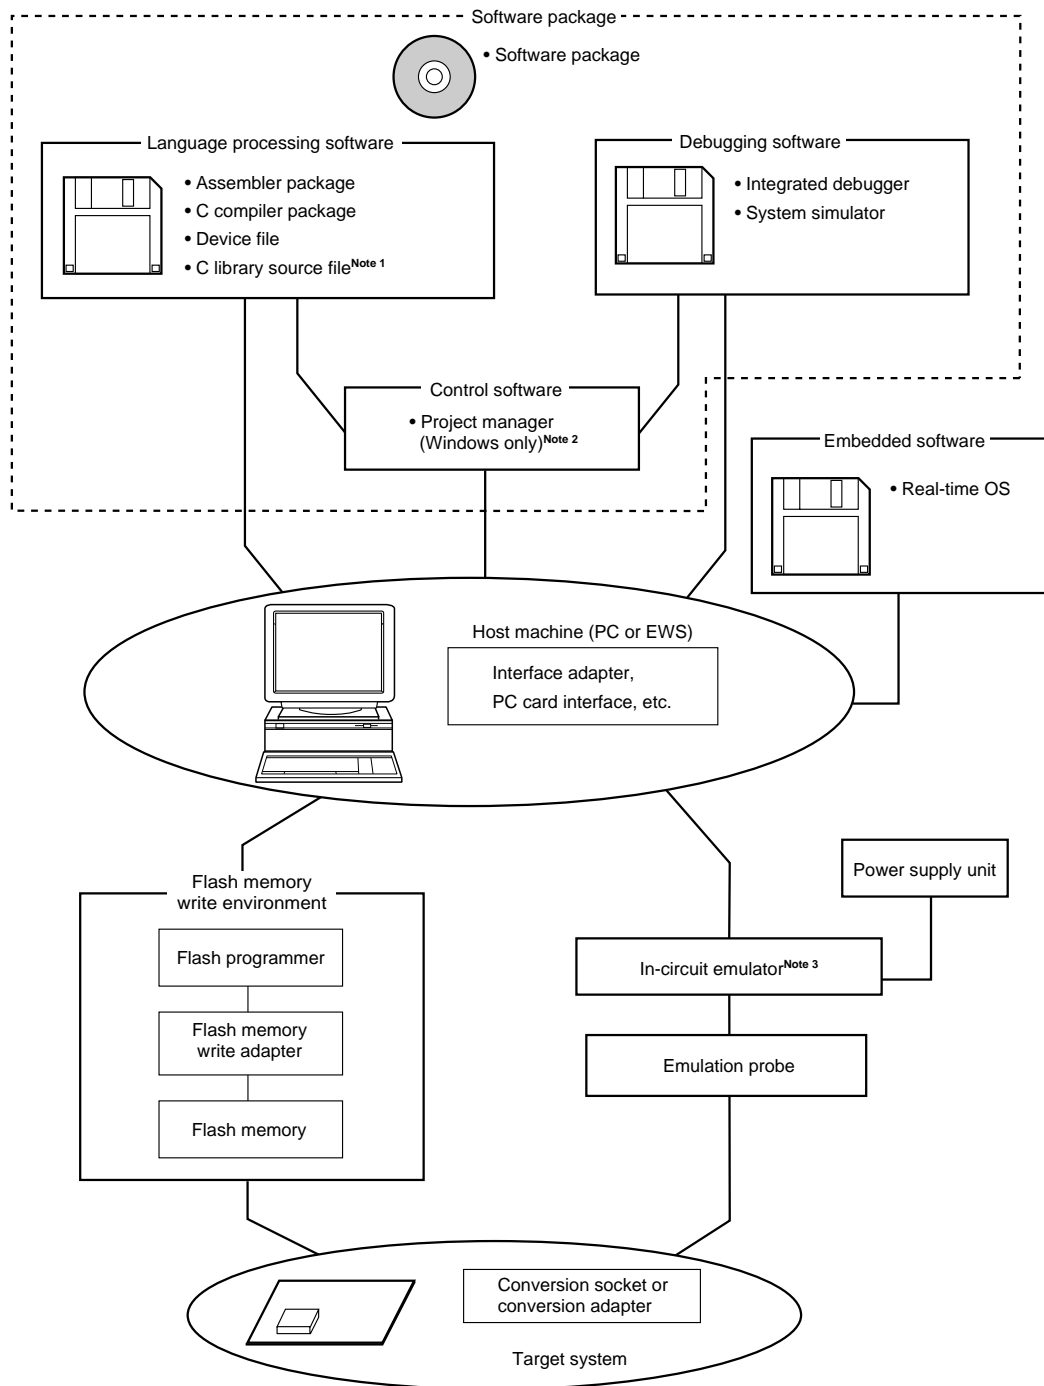 Software package
• Software package
Language processing software
• Assembler package
• C compiler package
• Device file
• C library source fileNote 1
Debugging software
• Integrated debugger
• System simulator
Control software
• Project manager
(Windows only)Note 2
Embedded software
• Real-time OS
Host machine (PC or EWS)
Interface adapter,
PC card interface, etc.
Flash memory
write environment
Flash programmer
Flash memory
write adapter
Flash memory
Power supply unit
In-circuit emulatorNote 3
Emulation probe
Conversion socket or
conversion adapter
Target system